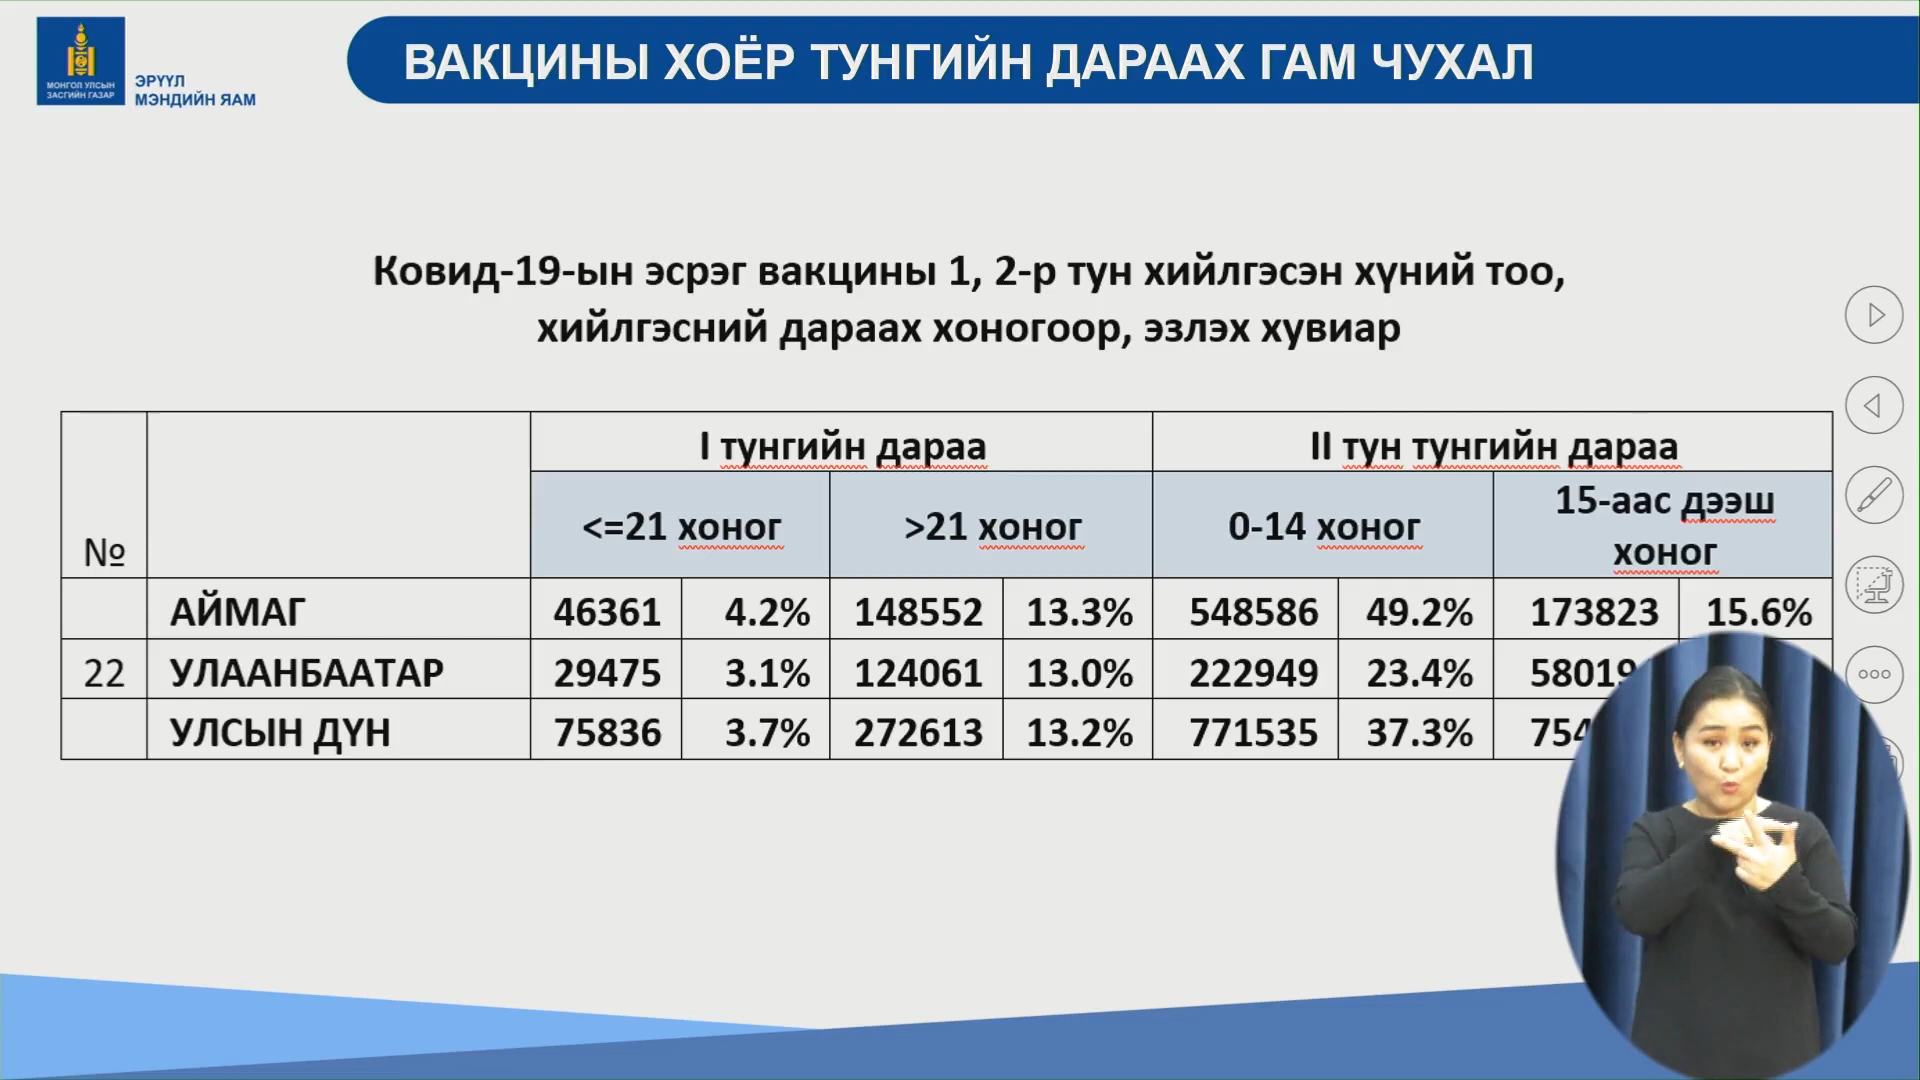 МОНГОЛ УЛСЫН
ЗАСГИЙН ГАЗАР
ЭРҮҮЛ
МЭНДИЙН ЯАМ
ВАКЦИНЫ ХОЁР ТУНГИЙН ДАРААХ ГАМ ЧУХАЛ
Ковид-19-ын эсрэг вакцины 1, 2-р тун хийлгэсэн хүний тоо,
хийлгэсний дараах хоногоор, эзлэх хувиар
I тунгийн дараа II тун тунгийн дараа
№ <=21 хоног >21 хоног 0-14 хоног 15-аас дээш
хоног
АЙМАГ 46361 4.2% 148552 13.3% 548586 49.2% 173823 15.6%
22 УЛААНБААТАР 29475 3.1% 124061 13.0% 222949 23.4%
УЛСЫН ДҮН 75836 3.7% 272613 13.2% 771535 37.3%